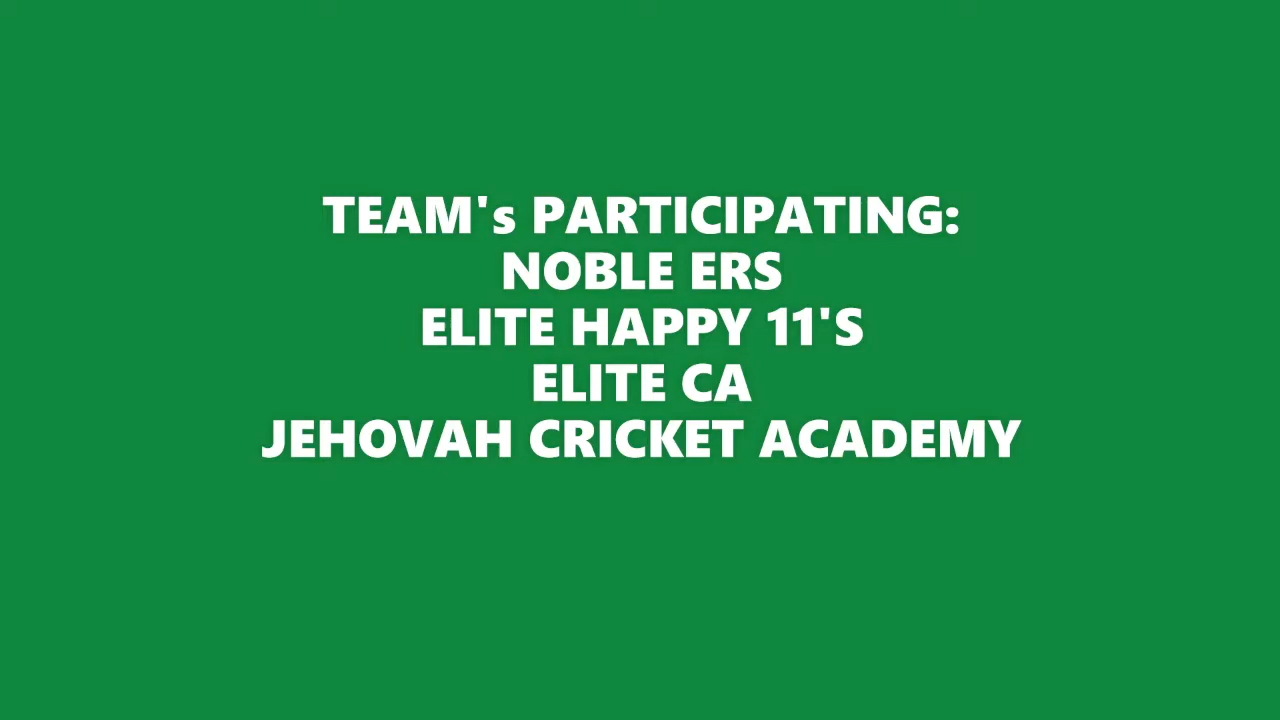 TEAM's PARTICIPATING:
NOBLE ERS
ELITE HAPPY 11'S
ELITE CA
JEHOVAH CRICKET ACADEMY